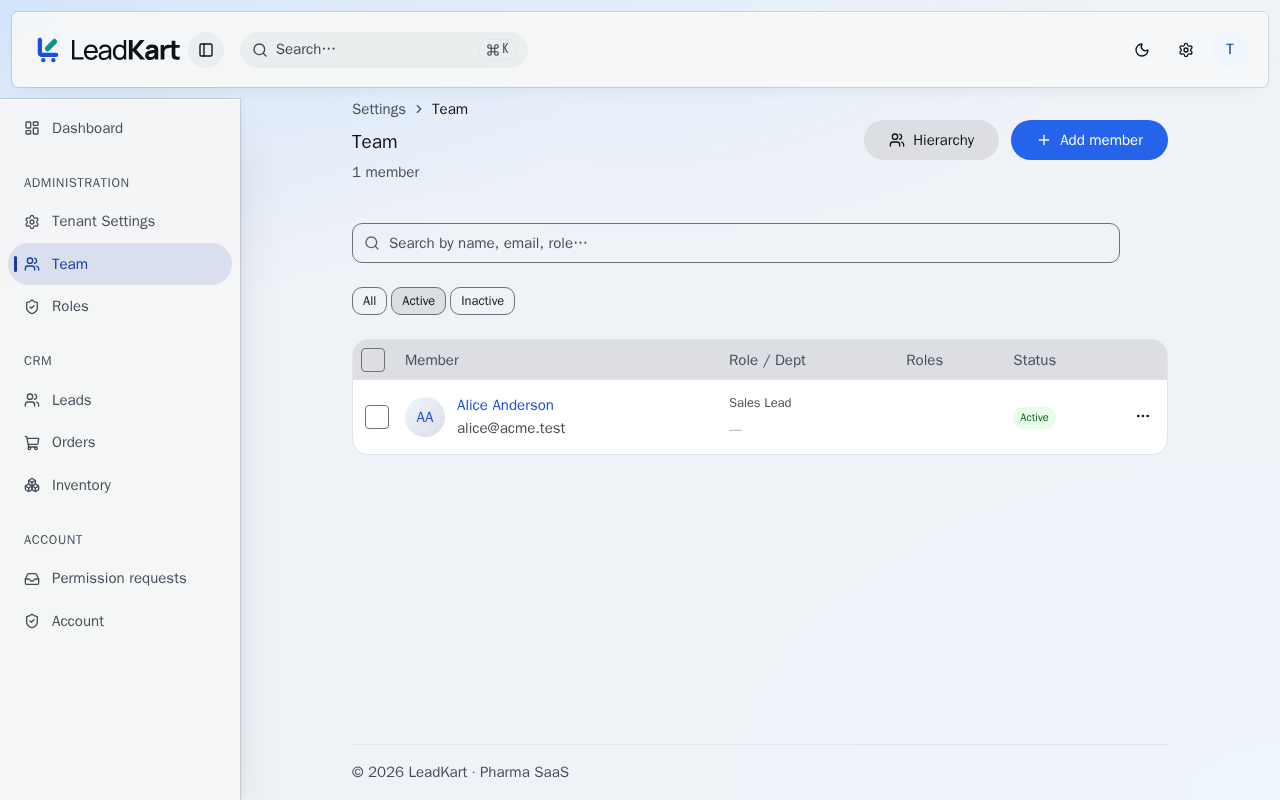 LeadKart
Search…
⌘K
T
Dashboard
ADMINISTRATION
Tenant Settings
Team
Roles
CRM
Leads
Orders
Inventory
ACCOUNT
Permission requests
Account
Settings > Team
Team
1 member
Hierarchy
+ Add member
Search by name, email, role…
All
Active
Inactive
Member Role / Dept Roles Status
AA
Alice Anderson
alice@acme.test
Sales Lead
—
Active
© 2026 LeadKart · Pharma SaaS